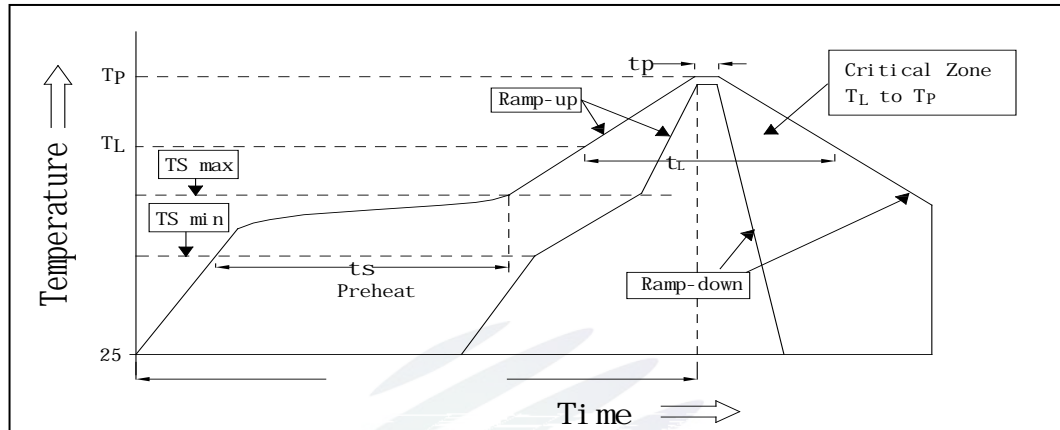 tp
TP
Critical Zone
TL to TP
Ramp-up
TL
TS max
tL
TS min
ts
Preheat
Ramp-down
25
Temperature
Time